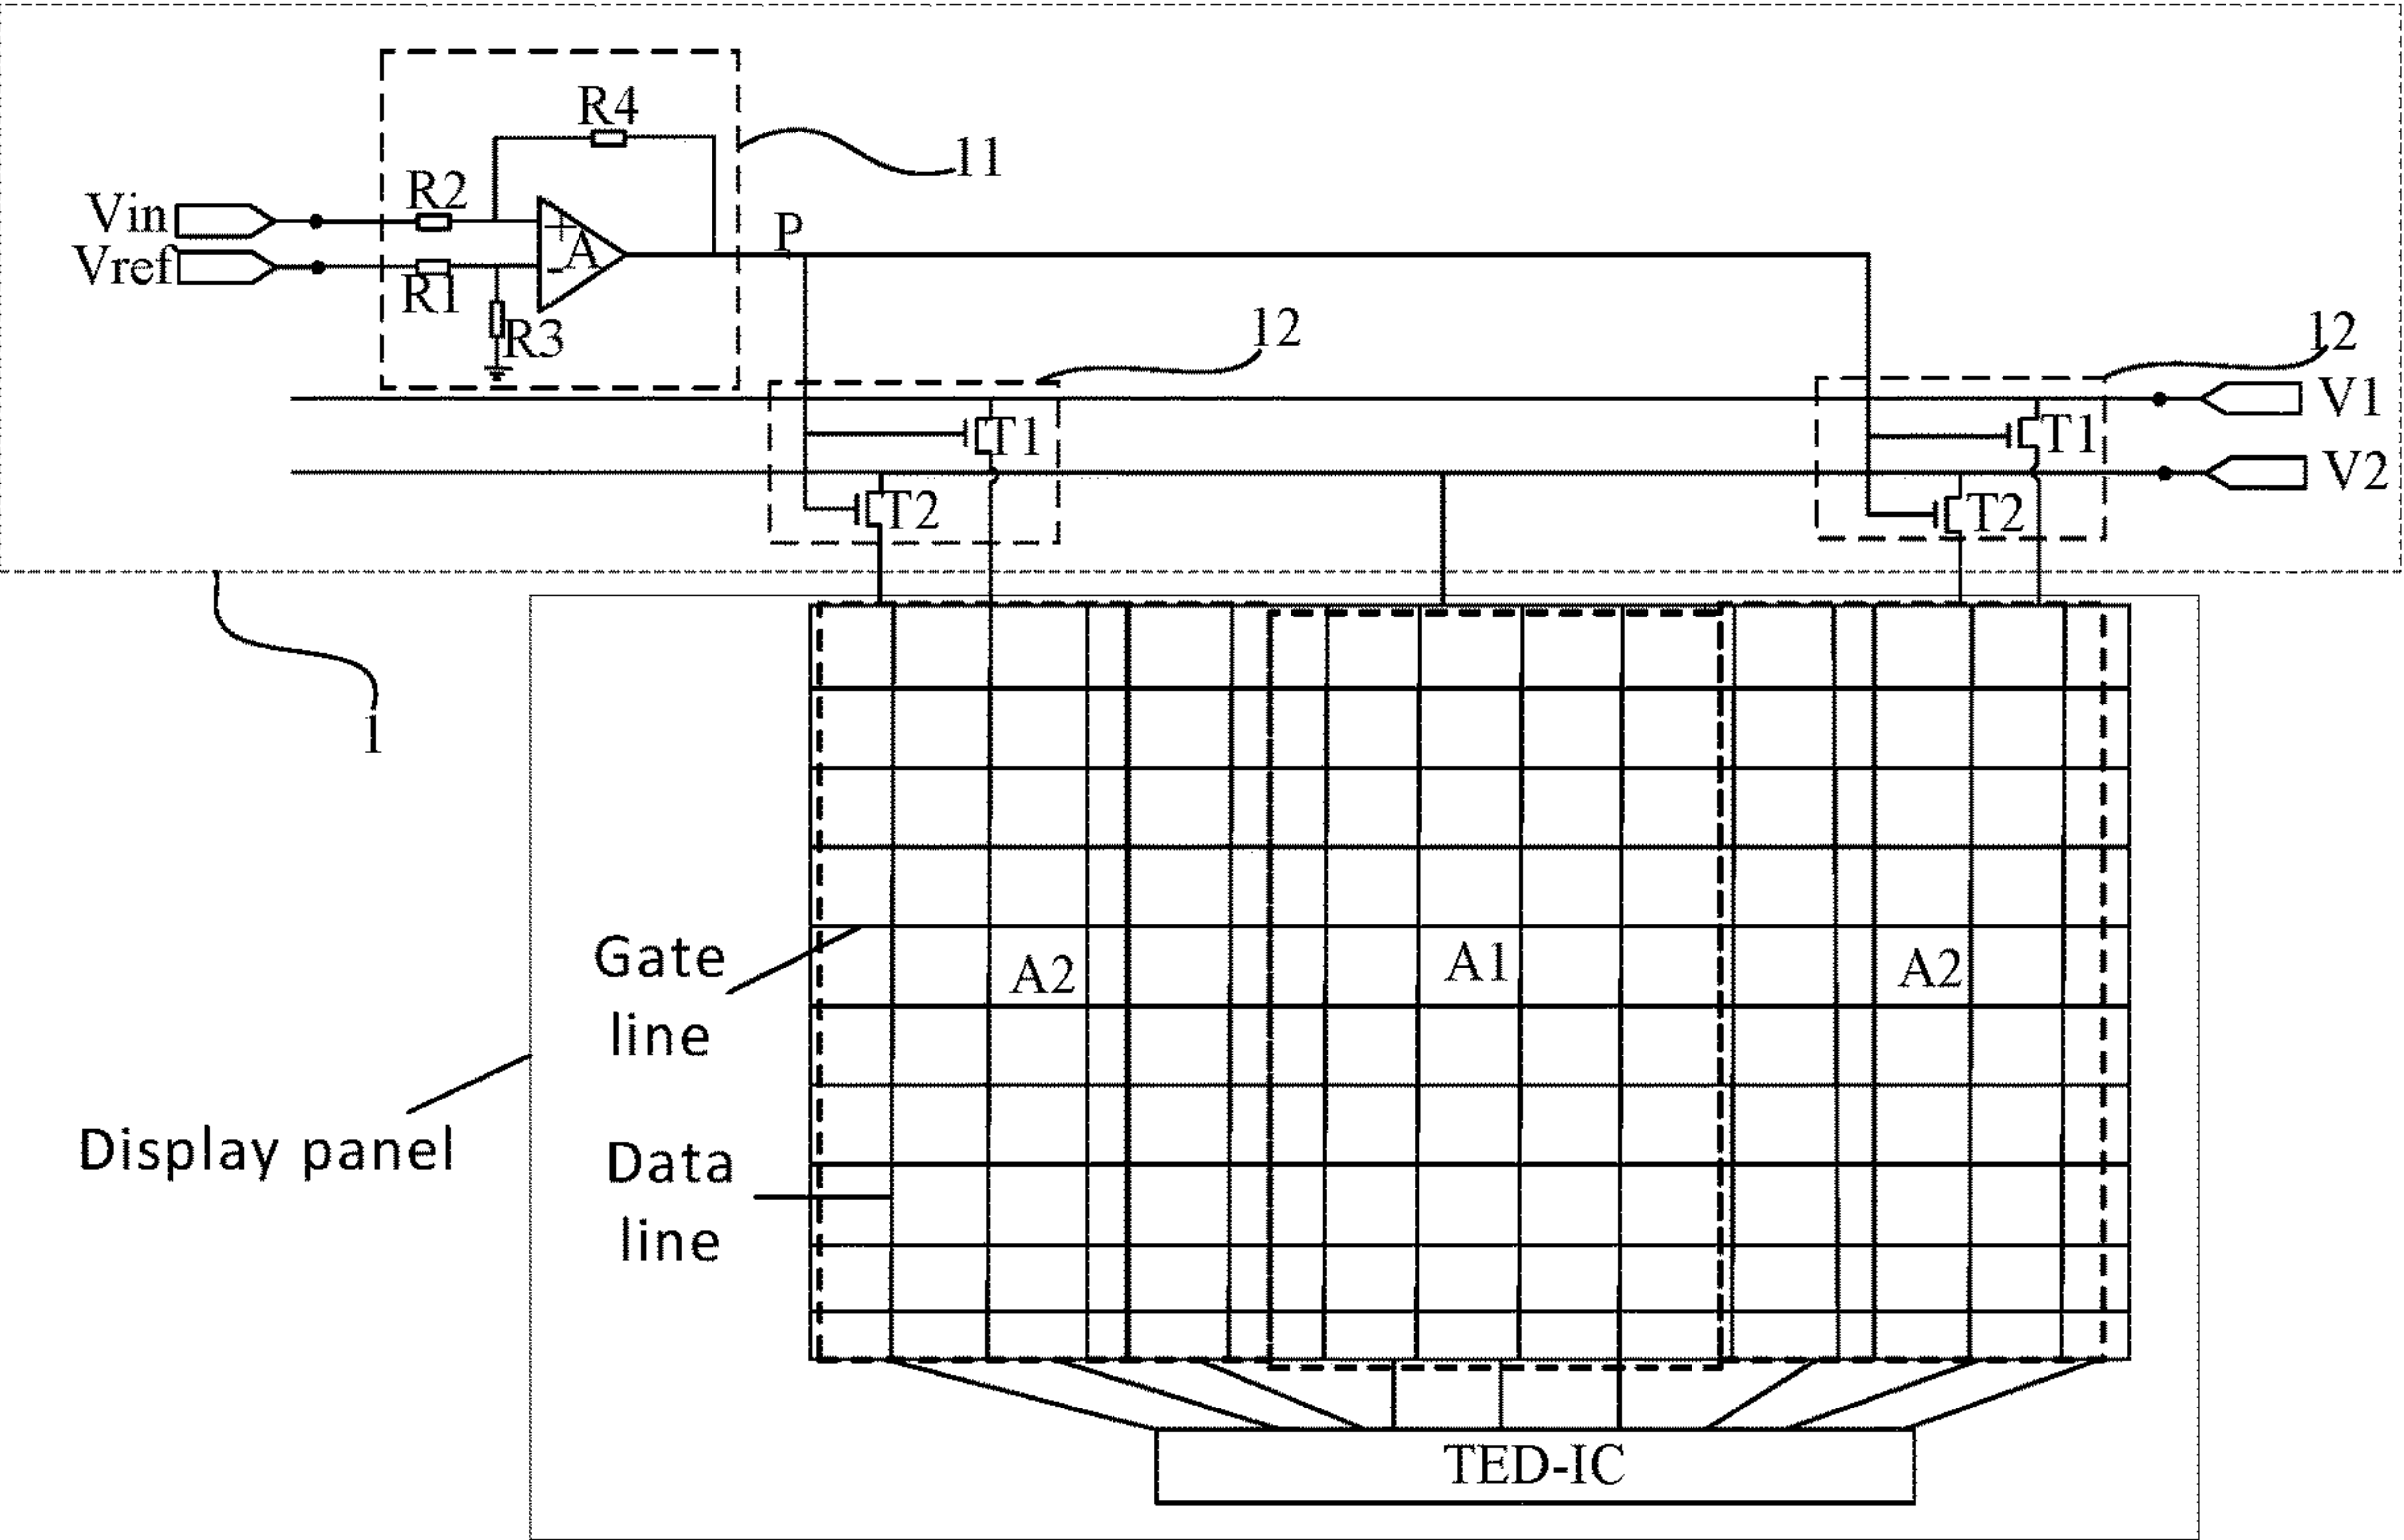 R4
11
R2
Vin
+
P
A
Vref
-
R1
R3
12
12
V1
T1
T1
V2
T2
T2
1
Gate
line
A2
A1
A2
Display panel
Data
line
TED-IC